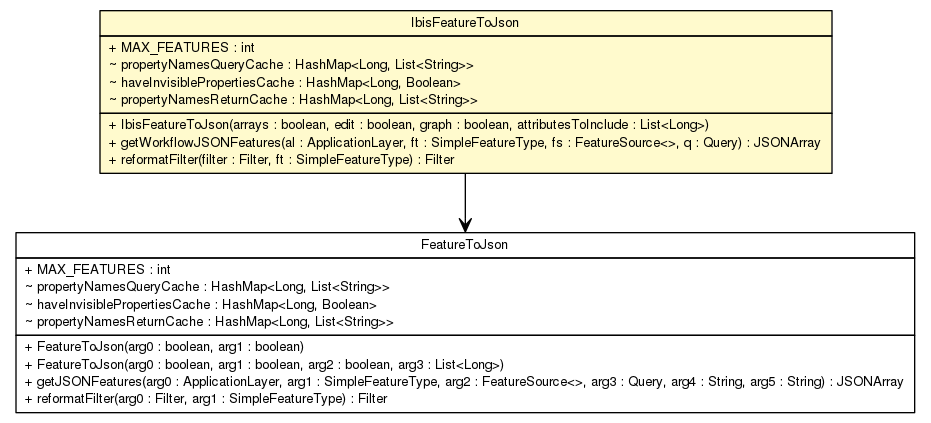 IbisFeatureToJson
+ MAX_FEATURES : int
~ propertyNamesQueryCache : HashMap<Long, List<String>>
~ haveInvisiblePropertiesCache : HashMap<Long, Boolean>
~ propertyNamesReturnCache : HashMap<Long, List<String>>
+ IbisFeatureToJson(arrays : boolean, edit : boolean, graph : boolean, attributesToInclude : List<Long>)
+ getWorkflowJSONFeatures(al : ApplicationLayer, ft : SimpleFeatureType, fs : FeatureSource<>, q : Query) : JSONArray
+ reformatFilter(filter : Filter, ft : SimpleFeatureType) : Filter
FeatureToJson
+ MAX_FEATURES : int
~ propertyNamesQueryCache : HashMap<Long, List<String>>
~ haveInvisiblePropertiesCache : HashMap<Long, Boolean>
~ propertyNamesReturnCache : HashMap<Long, List<String>>
+ FeatureToJson(arg0 : boolean, arg1 : boolean)
+ FeatureToJson(arg0 : boolean, arg1 : boolean, arg2 : boolean, arg3 : List<Long>)
+ getJSONFeatures(arg0 : ApplicationLayer, arg1 : SimpleFeatureType, arg2 : FeatureSource<>, arg3 : Query, arg4 : String, arg5 : String) : JSONArray
+ reformatFilter(arg0 : Filter, arg1 : SimpleFeatureType) : Filter